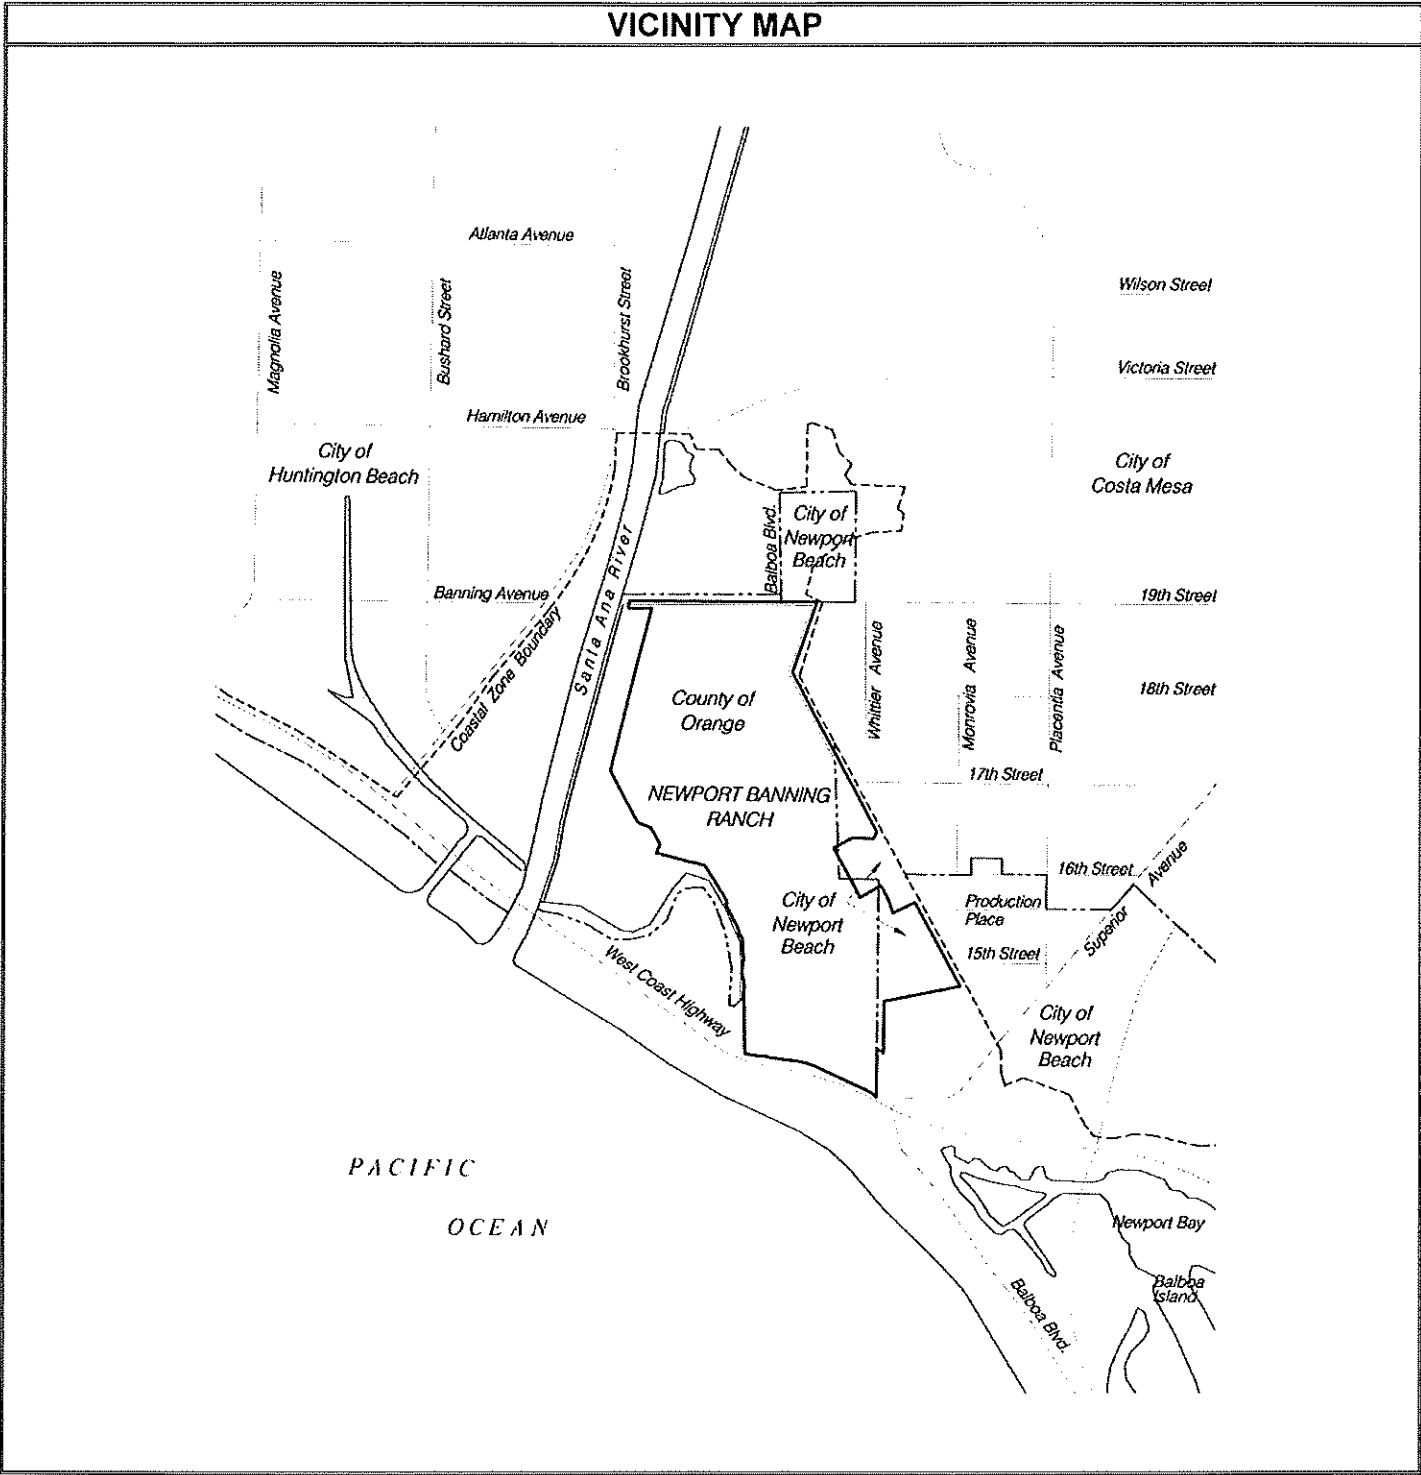 VICINITY MAP
Atlanta Avenue
Magnolia Avenue
Bushard Street
Brookhurst Street
Wilson Street
Victoria Street
Hamilton Avenue
City of
Huntington Beach
City of
Costa Mesa
Balboa Blvd.
City of
Newport
Beach
Santa Ana River
Banning Avenue
Coastal Zone Boundary
19th Street
Whittier Avenue
Monrovia Avenue
Placentia Avenue
18th Street
County of
Orange
17th Street
NEWPORT BANNING
RANCH
16th Street
Superior Avenue
City of
Newport
Beach
Production
Place
15th Street
West Coast Highway
City of
Newport
Beach
PACIFIC
OCEAN
Newport Bay
Balboa
Island
Balboa Blvd.